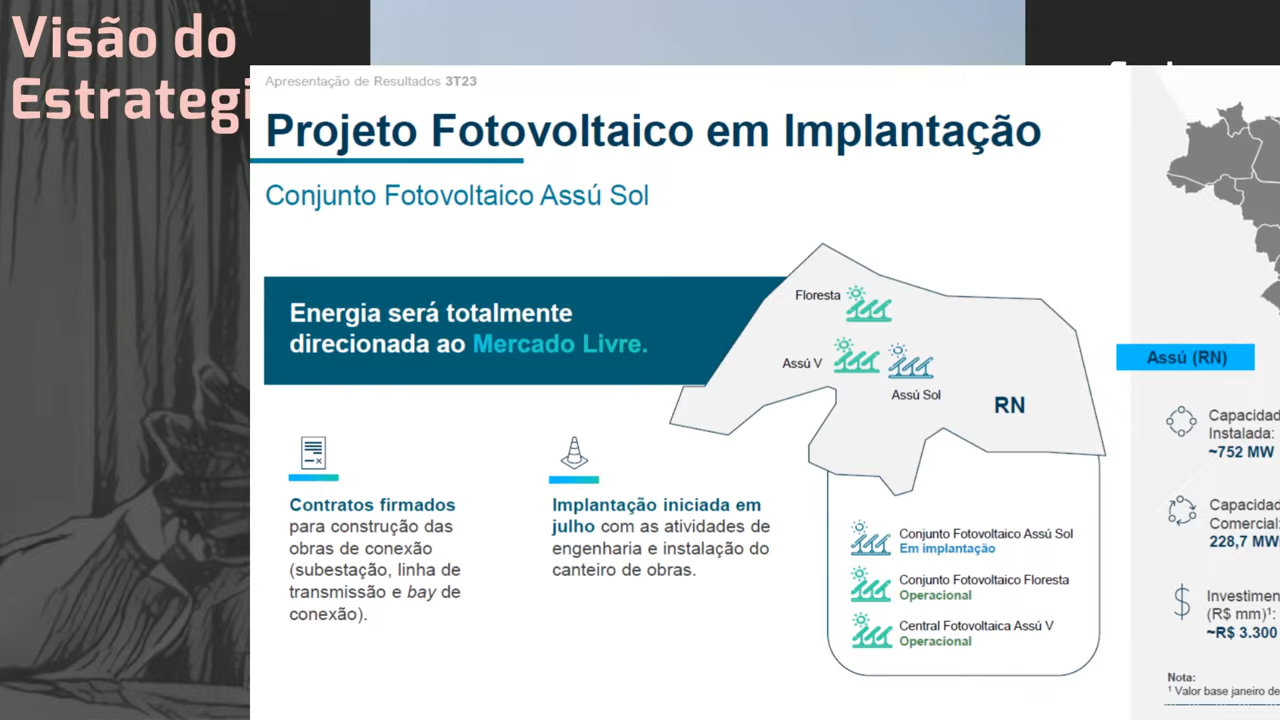 Visão do
Estrategi
Apresentação de Resultados 3T23
Projeto Fotovoltaico em Implantação
Conjunto Fotovoltaico Assú Sol
Energia será totalmente
direcionada ao Mercado Livre.
Floresta
Assú V
Assú Sol
RN
Contratos firmados
para construção das
obras de conexão
(subestação, linha de
transmissão e bay de
conexão).
Implantação iniciada em
julho com as atividades de
engenharia e instalação do
canteiro de obras.
Conjunto Fotovoltaico Assú Sol
Em implantação
Conjunto Fotovoltaico Floresta
Operacional
Central Fotovoltaica Assú V
Operacional
Assú (RN)
Capacidad
Instalada:
~752 MW
Capacidad
Comercial:
228,7 MW
Investimen
(R$ mm)¹:
~R$ 3.300
Nota:
¹ Valor base janeiro de